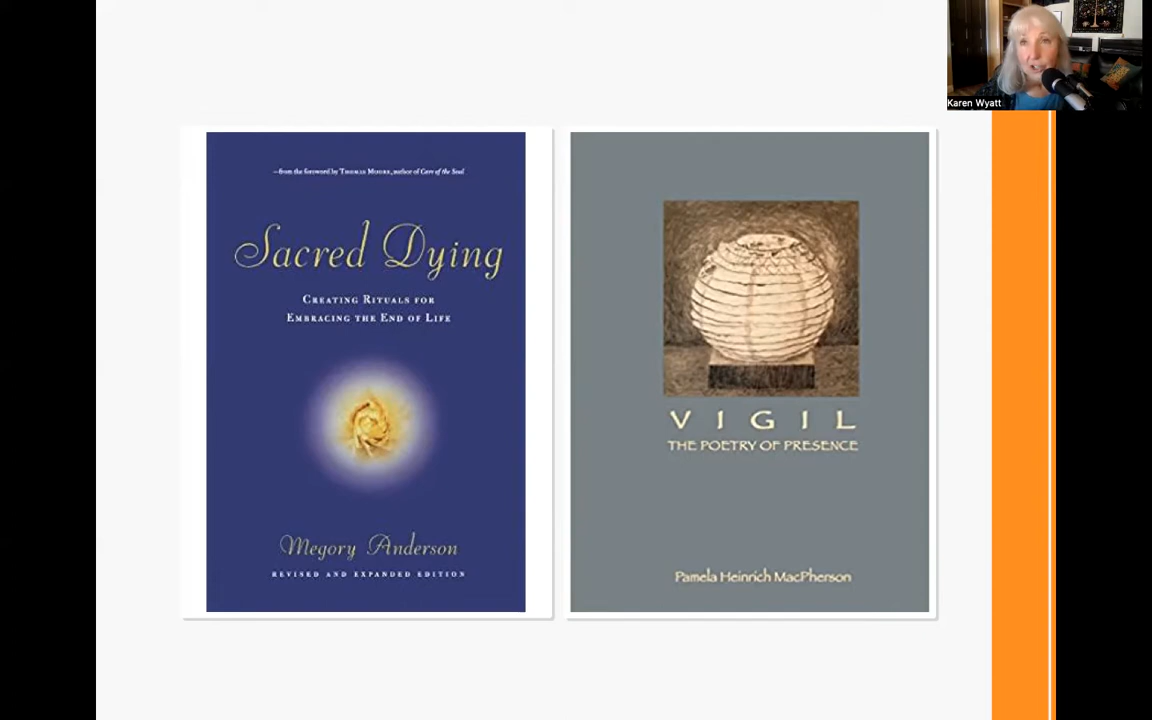 Karen Wyatt
—from the foreword by Thomas Moore, author of Care of the Soul
Sacred Dying
Creating Rituals for
Embracing the End of Life
Megory Anderson
REVISED AND EXPANDED EDITION
VIGIL
THE POETRY OF PRESENCE
Pamela Heinrich MacPherson